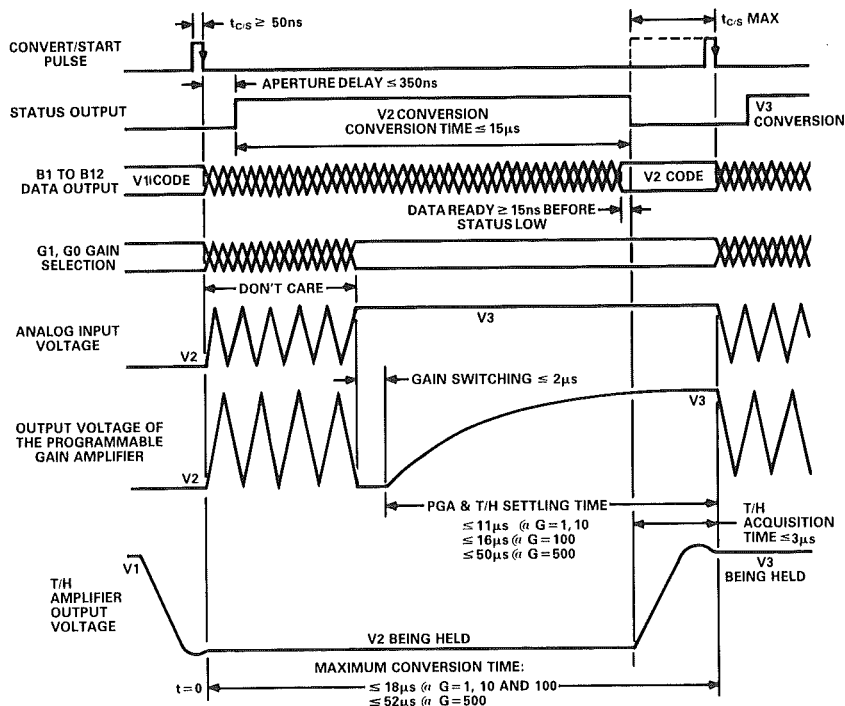 t C/S ≥ 50ns
t C/S MAX
CONVERT/START
PULSE
APERTURE DELAY ≤ 350ns
STATUS OUTPUT
V2 CONVERSION
CONVERSION TIME ≤ 15μs
V3
CONVERSION
B1 TO B12
DATA OUTPUT
V1 CODE
V2 CODE
DATA READY ≥ 15ns BEFORE
STATUS LOW
G1, G0 GAIN
SELECTION
DON'T CARE
ANALOG INPUT
VOLTAGE
V3
V2
GAIN SWITCHING ≤ 2μs
OUTPUT VOLTAGE OF
THE PROGRAMMABLE
GAIN AMPLIFIER
V3
V2
PGA & T/H SETTLING TIME
≤ 11μs @ G = 1, 10
≤ 16μs @ G = 100
≤ 50μs @ G = 500
T/H
ACQUISITION
TIME ≤ 3μs
V1
T/H
AMPLIFIER
OUTPUT
VOLTAGE
V3
BEING HELD
V2 BEING HELD
MAXIMUM CONVERSION TIME:
t = 0
≤ 18μs @ G = 1, 10 AND 100
≤ 52μs @ G = 500